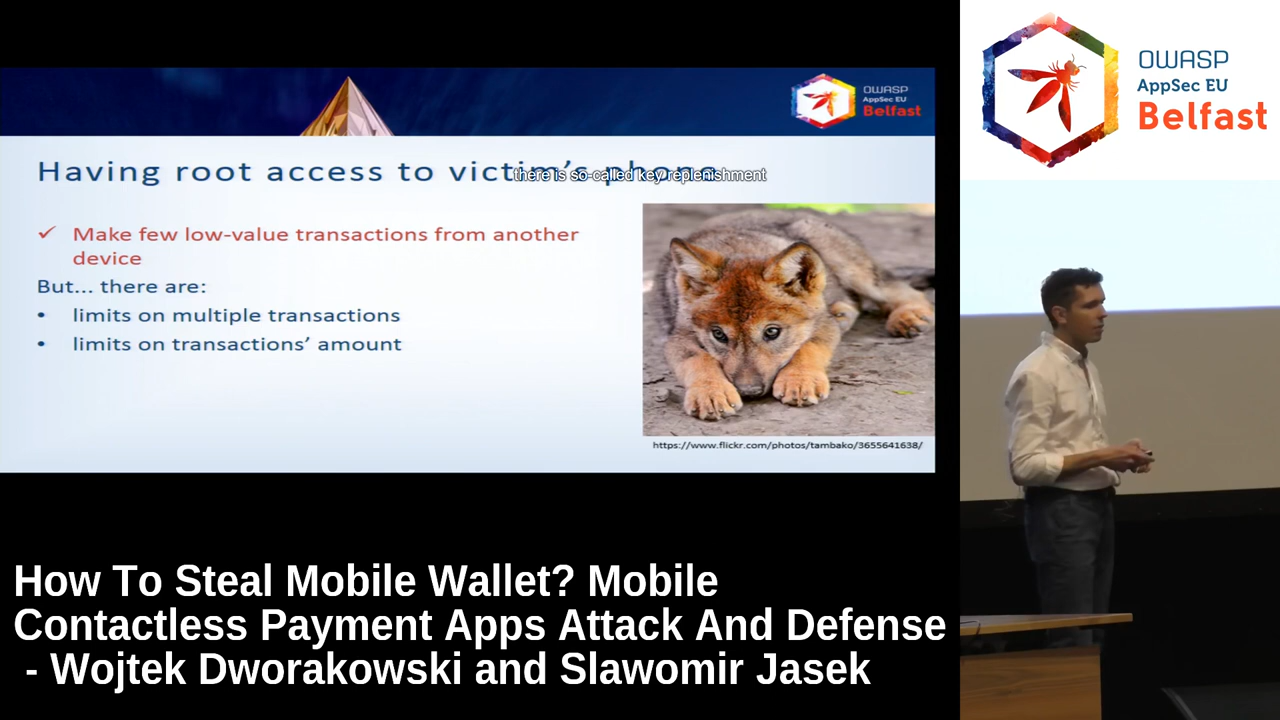 OWASP
AppSec EU
Belfast
OWASP
AppSec EU
Belfast
Having root access to victim's phone
there is so-called key replenishment
✓ Make few low-value transactions from another
device
But... there are:
• limits on multiple transactions
• limits on transactions' amount
https://www.flickr.com/photos/tambako/3655641638/
How To Steal Mobile Wallet? Mobile
Contactless Payment Apps Attack And Defense
- Wojtek Dworakowski and Slawomir Jasek